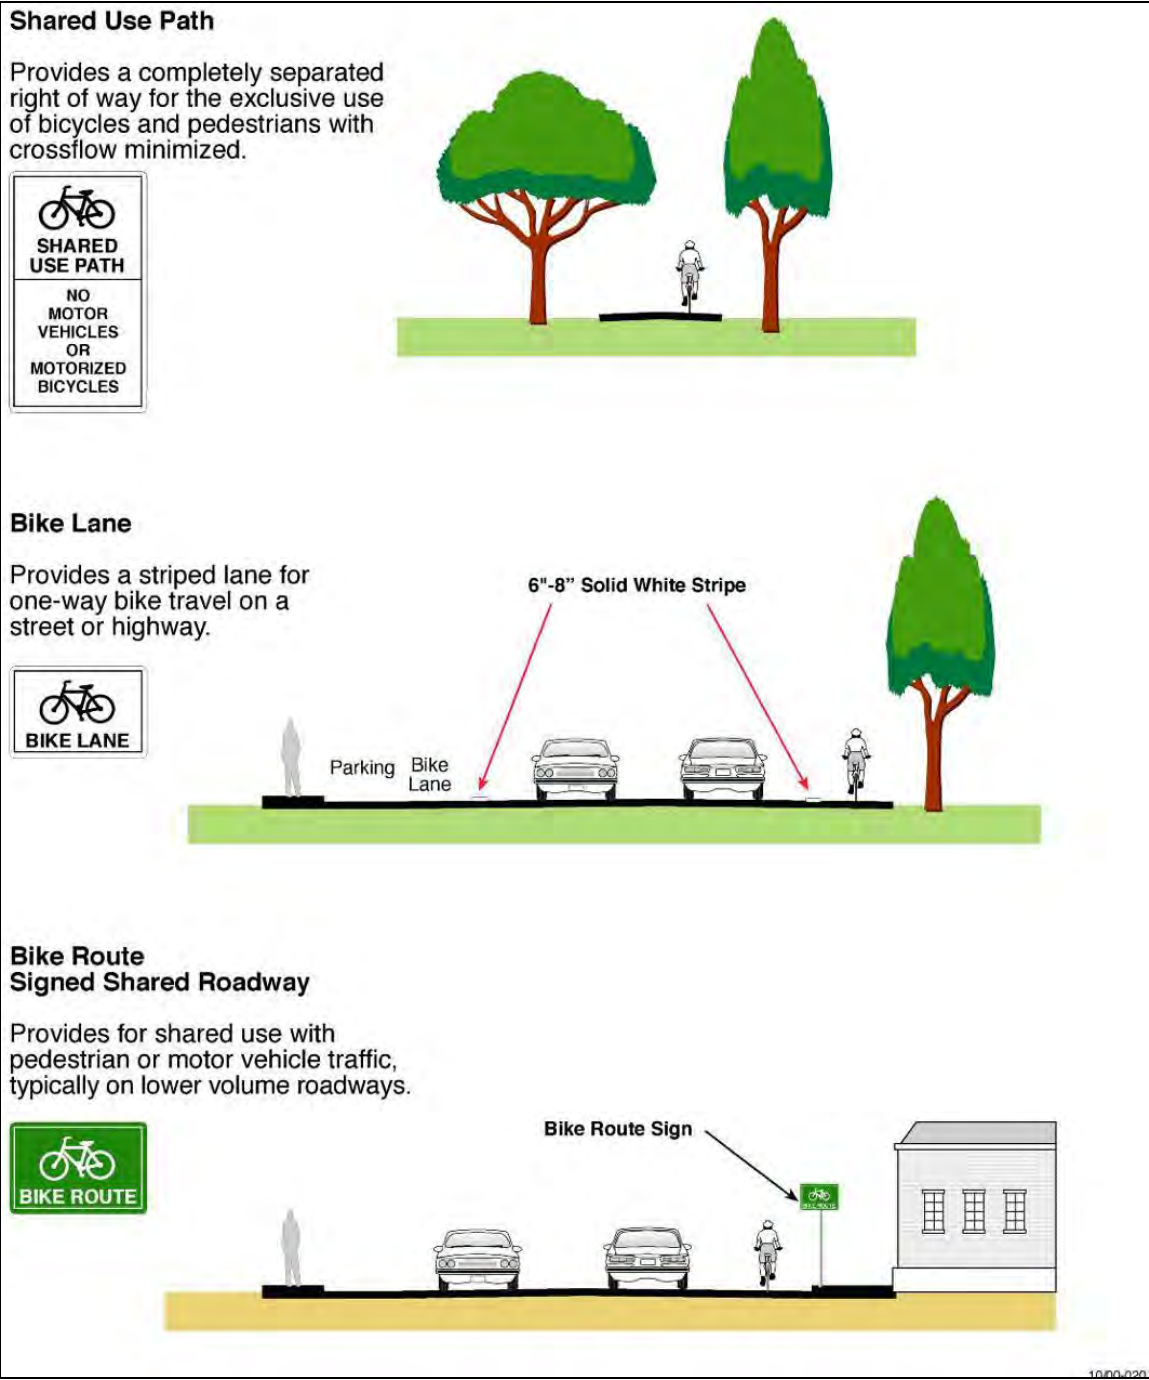 Shared Use Path
Provides a completely separated
right of way for the exclusive use
of bicycles and pedestrians with
crossflow minimized.
SHARED
USE PATH
NO
MOTOR
VEHICLES
OR
MOTORIZED
BICYCLES
Bike Lane
Provides a striped lane for
one-way bike travel on a
street or highway.
BIKE LANE
6"-8” Solid White Stripe
Parking
Bike
Lane
Bike Route
Signed Shared Roadway
Provides for shared use with
pedestrian or motor vehicle traffic,
typically on lower volume roadways.
BIKE ROUTE
Bike Route Sign
BIKE ROUTE